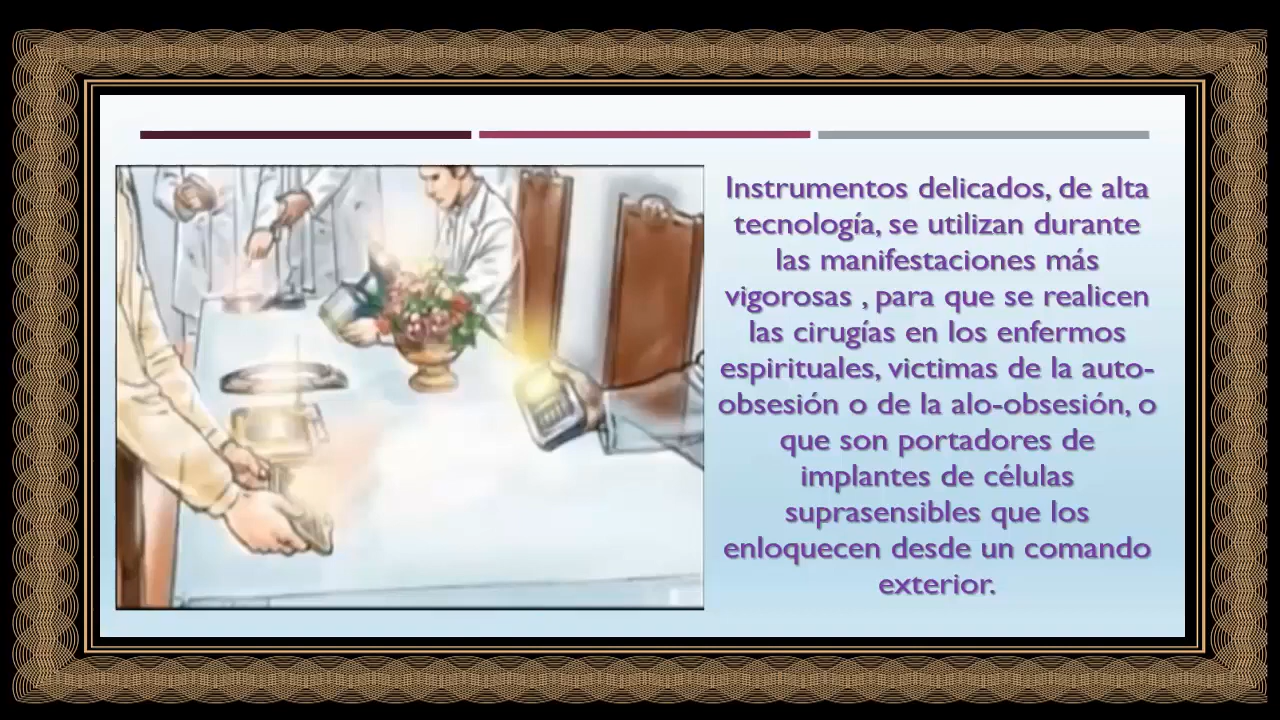 Instrumentos delicados, de alta
tecnología, se utilizan durante
las manifestaciones más
vigorosas , para que se realicen
las cirugías en los enfermos
espirituales, victimas de la auto-
obsesión o de la alo-obsesión, o
que son portadores de
implantes de células
suprasensibles que los
enloquecen desde un comando
exterior.